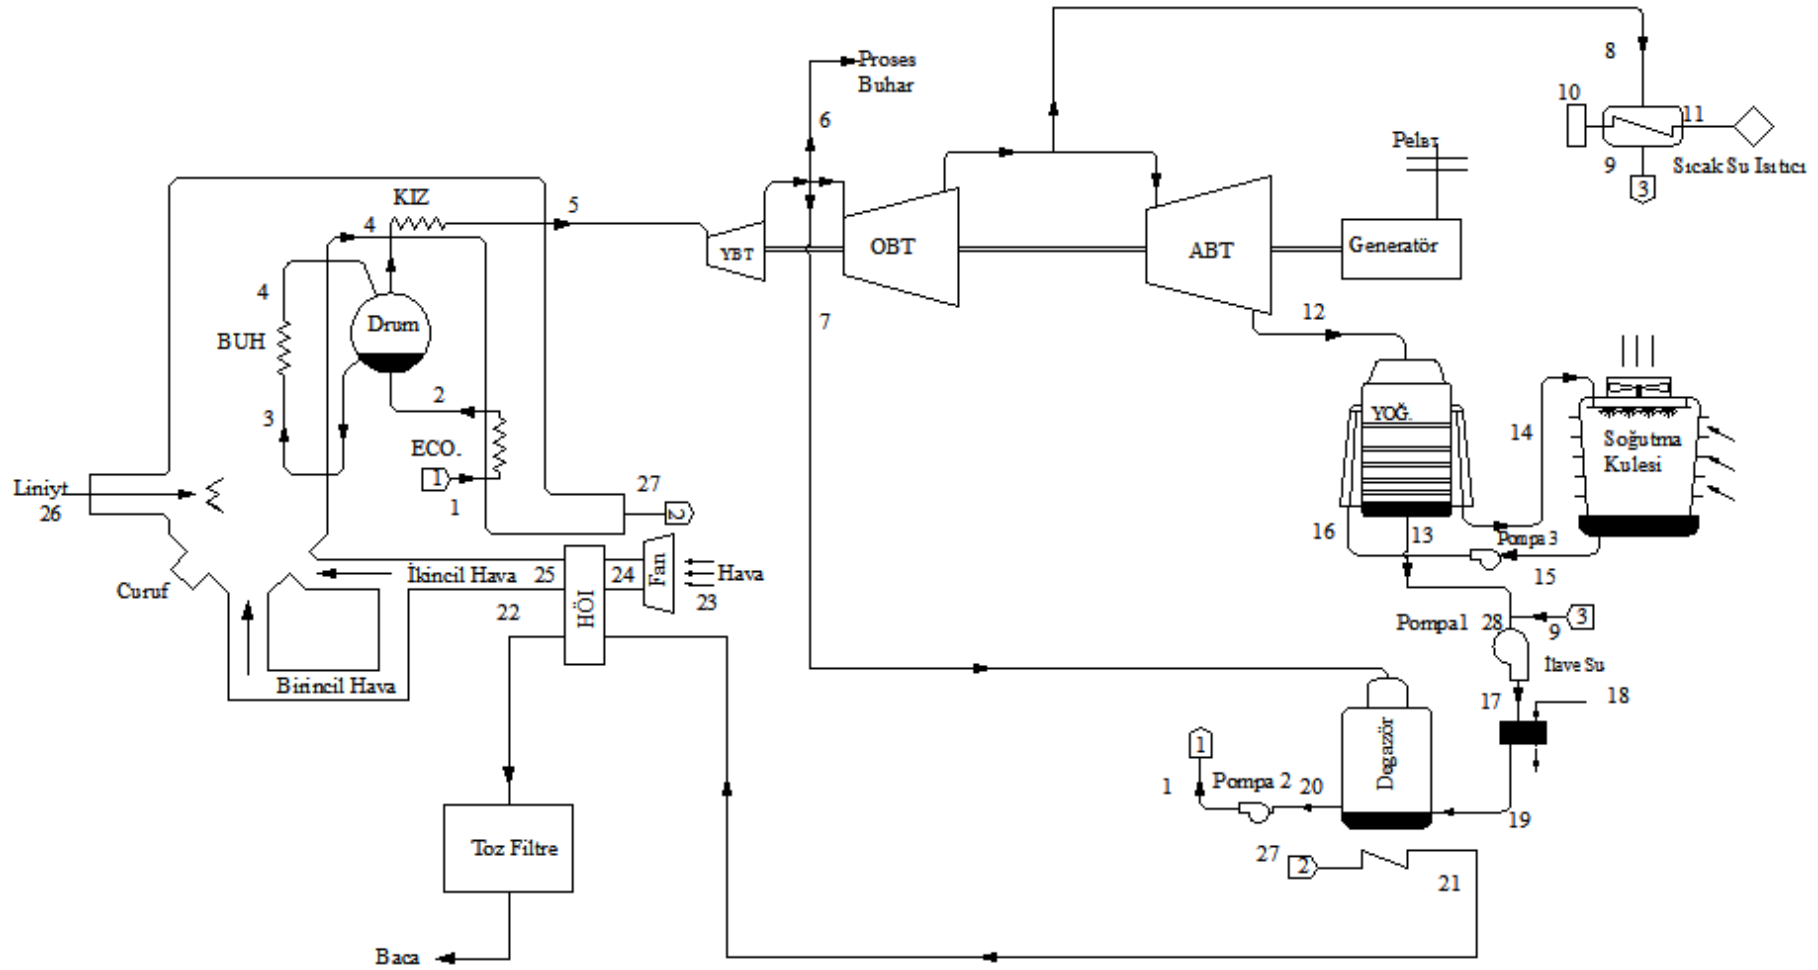 Proses
Buhar
8
10
11
6
Pelbt
9
Sıcak Su Isıtıcı
3
KIZ
5
4
YBT
OBT
ABT
Generatör
4
BUH
Drum
7
12
2
3
YOĞ.
14
Soğutma
Kulesi
ECO.
1
1
27
2
Liniyt
26
16
13
Pompa 3
15
Curuf
İkincil Hava
25
24
Fan
Hava
23
22
HÖI
Pompa1
28
9
3
İlave Su
Birincil Hava
17
18
1
Degazör
1
Pompa 2
20
19
Toz Filtre
27
2
21
Baca